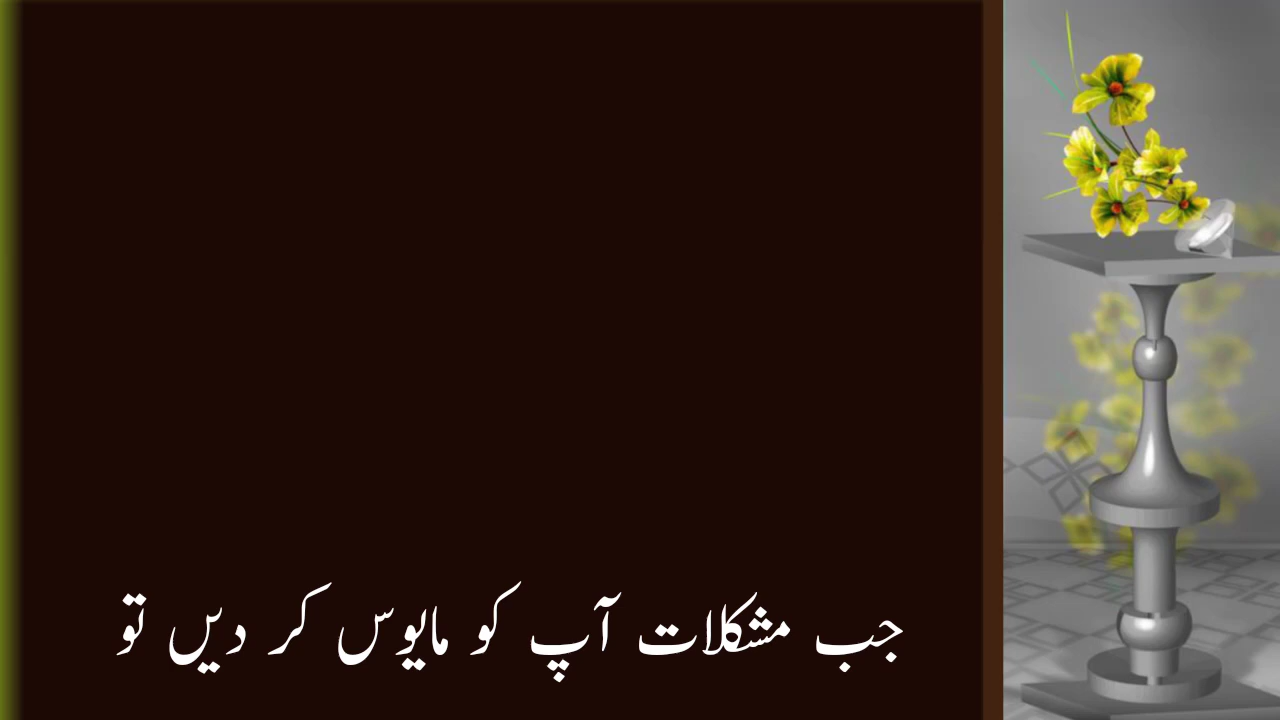 جب مشکلات آپ کو مایوس کر دیں تو